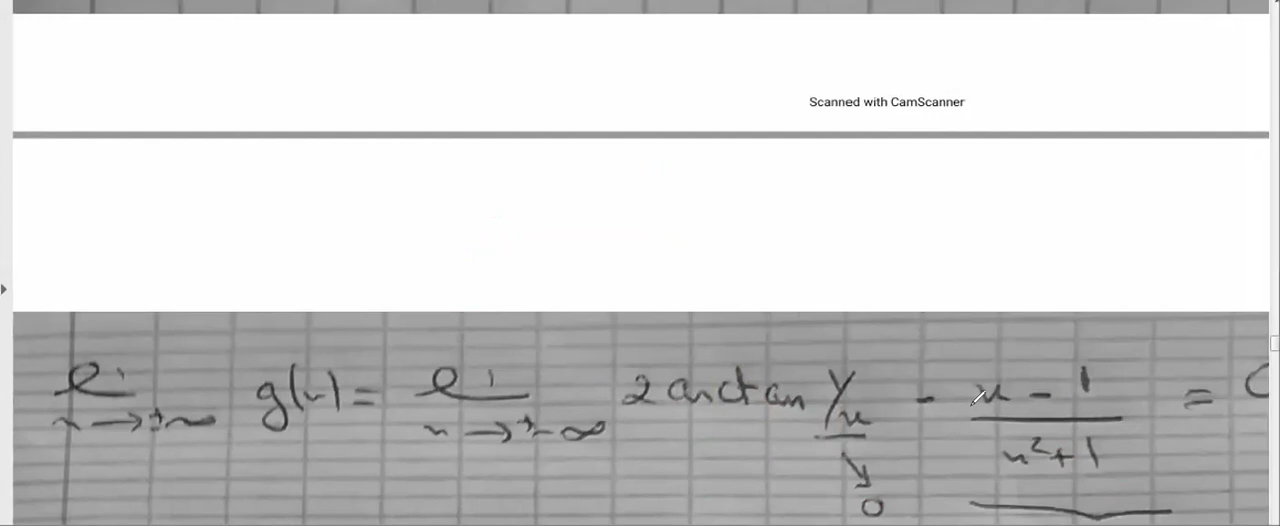 Scanned with CamScanner
lim g(x) = lim 2 arctan 1/x - x - 1 =
x → ±∞ x → ±∞ x² + 1
0